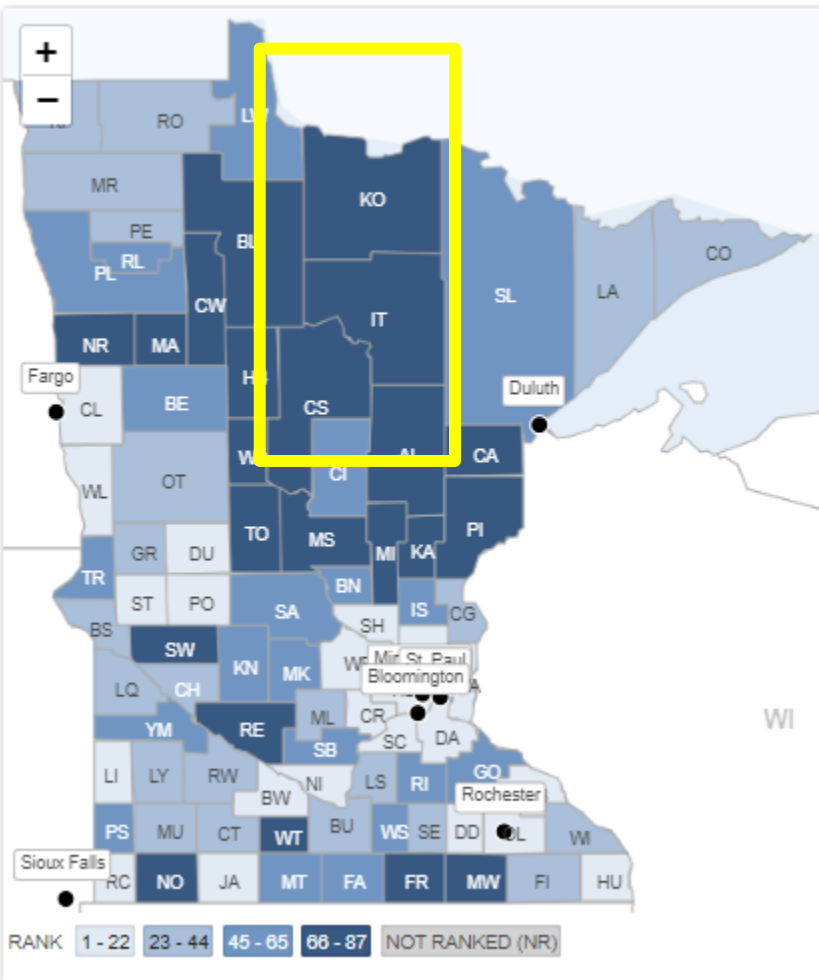 +
−
RO
MR
PE
RL
PL
KO
CW
IT
SL
LA
CO
NR
MA
Fargo
CL
BE
CS
Duluth
CA
WL
OT
CI
TO
MS
MI
KA
PI
GR
DU
TR
BN
ST
PO
SA
IS
CG
BS
SH
SW
KN
MK
St. Paul
Bloomington
LQ
CH
YM
RE
ML
CR
SB
SC
DA
WI
LI
LY
RW
NI
LS
RI
GO
BW
Rochester
PS
MU
CT
WT
BU
WS
SE
DD
WI
Sioux Falls
RC
NO
JA
MT
FA
FR
MW
FI
HU
RANK 1 - 22 23 - 44 45 - 65 66 - 87 NOT RANKED (NR)